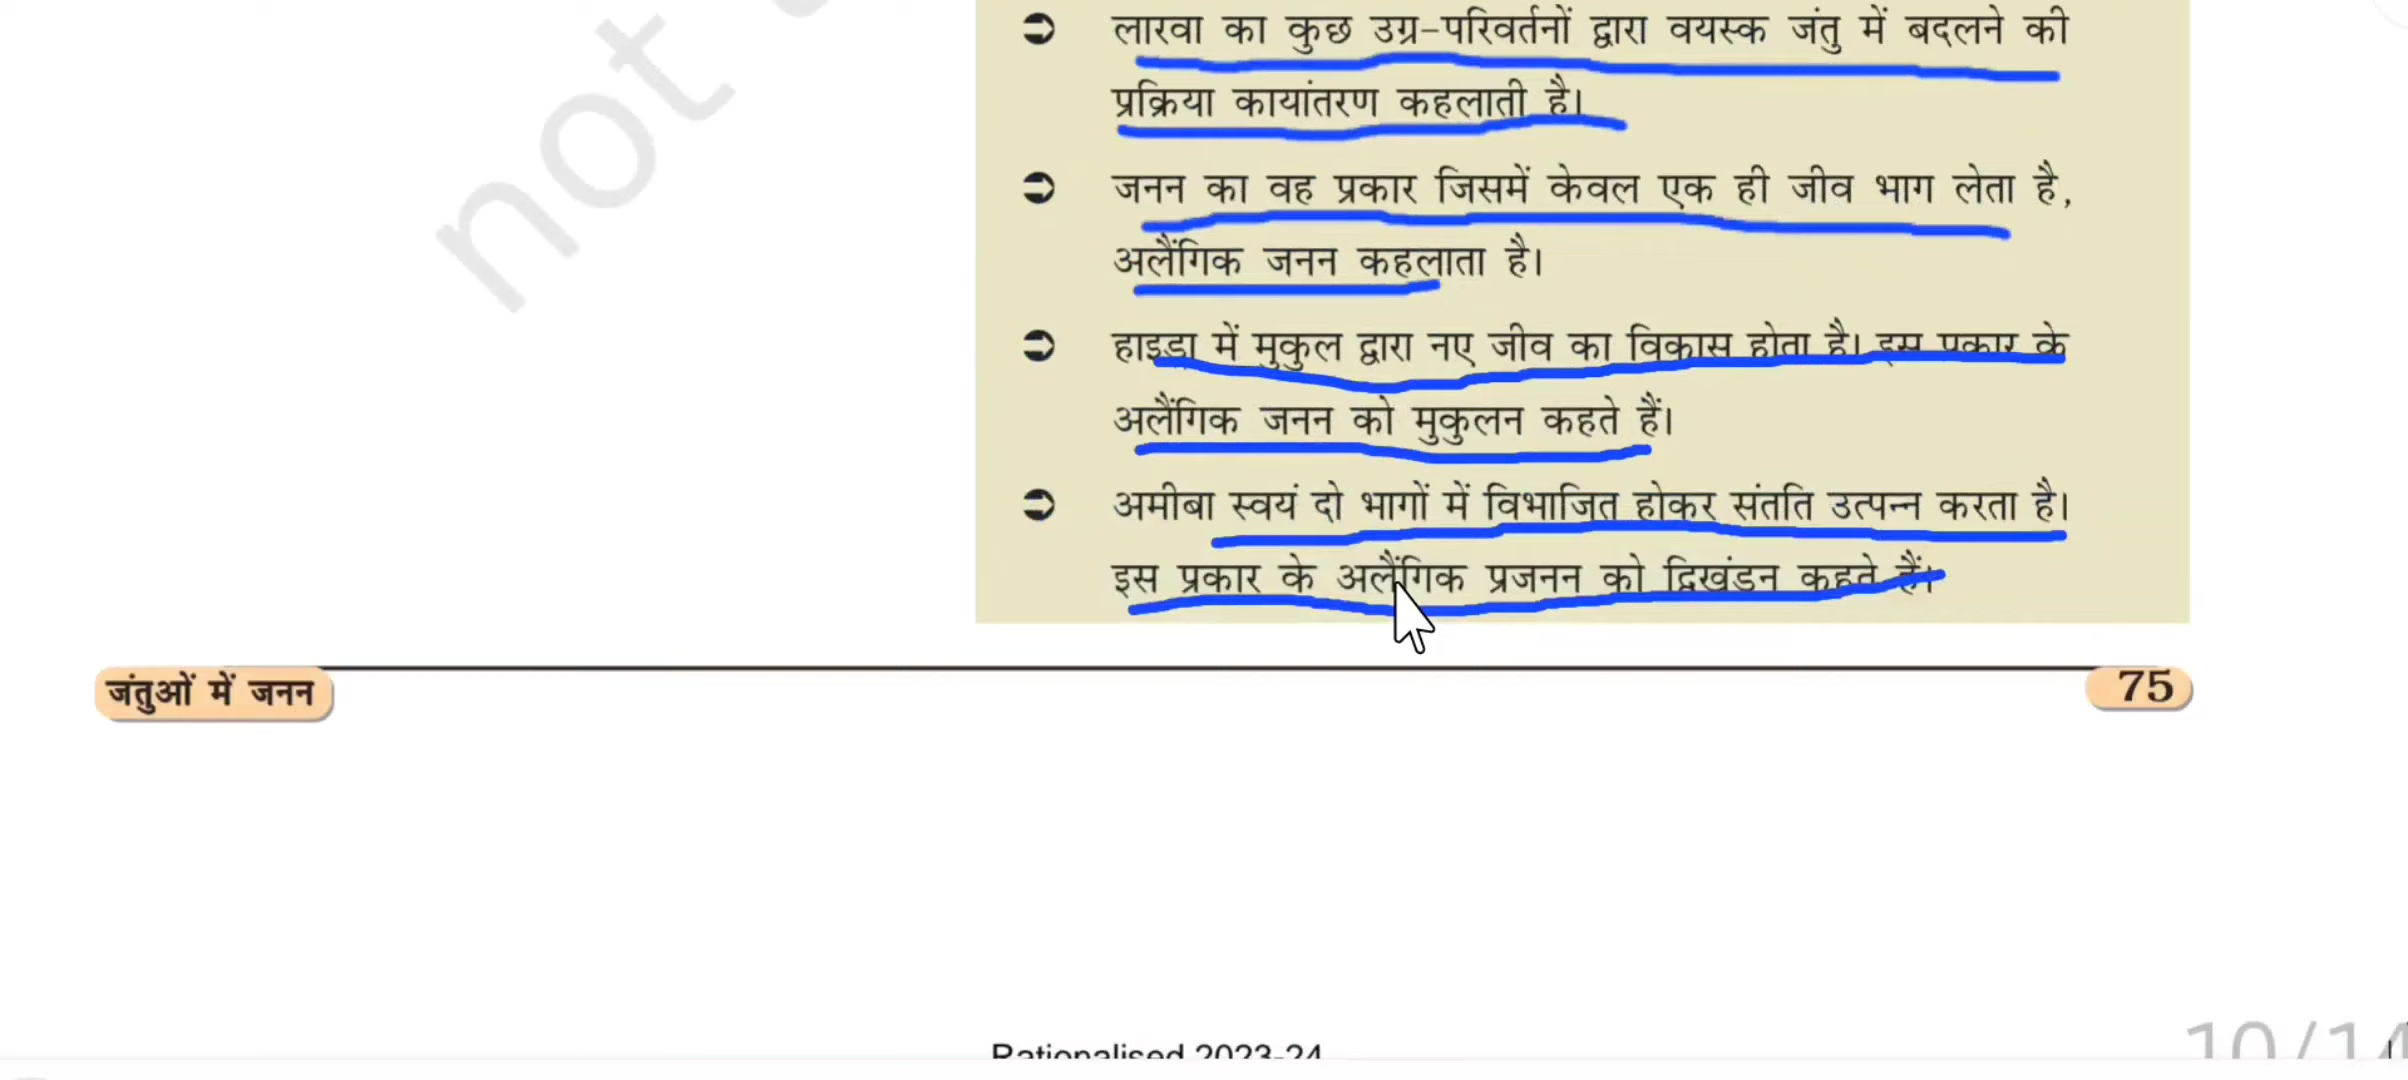 लारवा का कुछ उग्र-परिवर्तनों द्वारा वयस्क जंतु में बदलने की
प्रक्रिया कायांतरण कहलाती है।
जनन का वह प्रकार जिसमें केवल एक ही जीव भाग लेता है,
अलैंगिक जनन कहलाता है।
हाइड्रा में मुकुल द्वारा नए जीव का विकास होता है। इस प्रकार के
अलैंगिक जनन को मुकुलन कहते हैं।
अमीबा स्वयं दो भागों में विभाजित होकर संतति उत्पन्न करता है।
इस प्रकार के अलैंगिक प्रजनन को द्विखंडन कहते हैं।
not
जंतुओं में जनन
75
Rationalised 2023-24
10/14